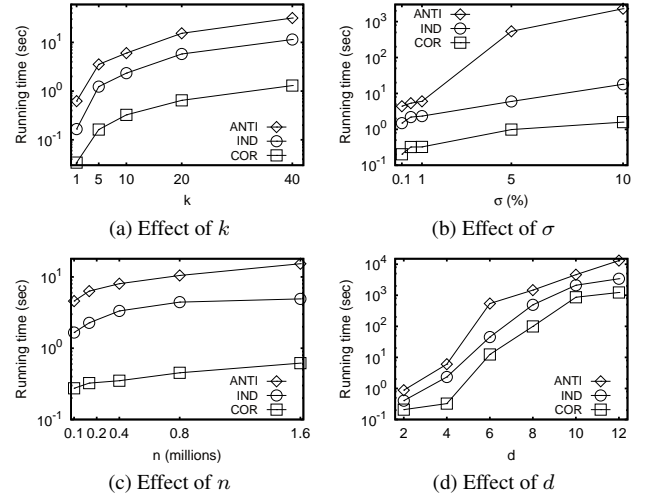 Running time (sec)
10^1
10^0
10^-1
ANTI
IND
COR
1 5 10 20 40
k
(a) Effect of k
Running time (sec)
10^3
10^2
10^1
10^0
10^-1
ANTI
IND
COR
0.1 1 5 10
σ (%)
(b) Effect of σ
Running time (sec)
10^1
10^0
10^-1
ANTI
IND
COR
0.1 0.2 0.4 0.8 1.6
n (millions)
(c) Effect of n
Running time (sec)
10^4
10^3
10^2
10^1
10^0
10^-1
ANTI
IND
COR
2 4 6 8 10 12
d
(d) Effect of d